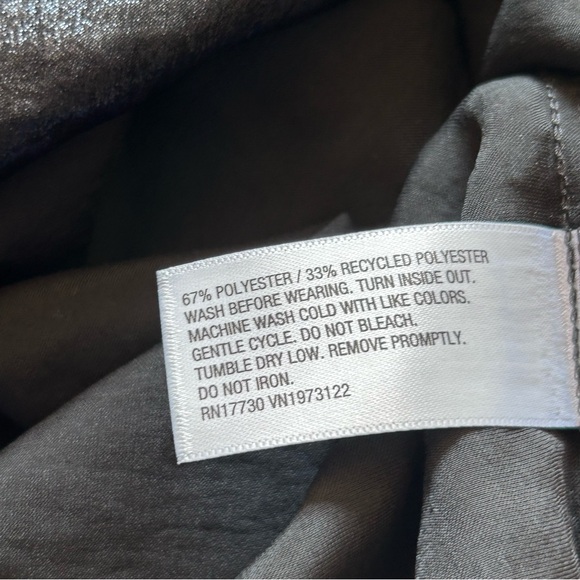 67% POLYESTER / 33% RECYCLED POLYESTER
WASH BEFORE WEARING. TURN INSIDE OUT.
MACHINE WASH COLD WITH LIKE COLORS.
GENTLE CYCLE. DO NOT BLEACH.
TUMBLE DRY LOW. REMOVE PROMPTLY.
DO NOT IRON.
RN17730 VN1973122